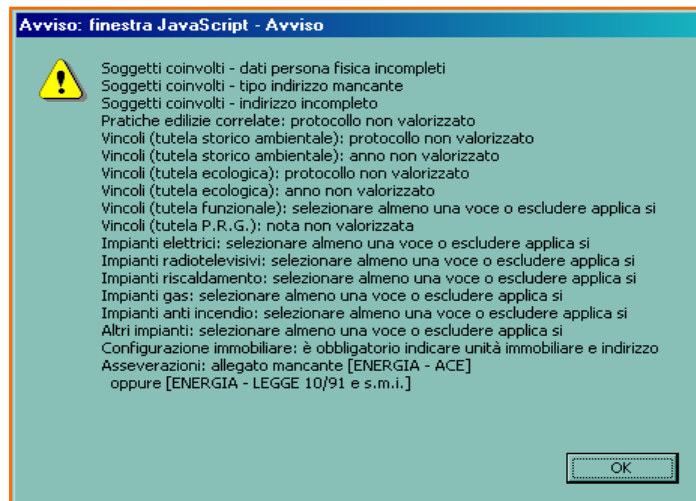 Avviso: finestra JavaScript - Avviso
Soggetti coinvolti - dati persona fisica incompleti
Soggetti coinvolti - tipo indirizzo mancante
Soggetti coinvolti - indirizzo incompleto
Pratiche edilizie correlate: protocollo non valorizzato
Vincoli (tutela storico ambientale): protocollo non valorizzato
Vincoli (tutela storico ambientale): anno non valorizzato
Vincoli (tutela ecologica): protocollo non valorizzato
Vincoli (tutela ecologica): anno non valorizzato
Vincoli (tutela funzionale): selezionare almeno una voce o escludere applica si
Vincoli (tutela P.R.G.): nota non valorizzata
Impianti elettrici: selezionare almeno una voce o escludere applica si
Impianti radiotelevisivi: selezionare almeno una voce o escludere applica si
Impianti riscaldamento: selezionare almeno una voce o escludere applica si
Impianti gas: selezionare almeno una voce o escludere applica si
Impianti anti incendio: selezionare almeno una voce o escludere applica si
Altri impianti: selezionare almeno una voce o escludere applica si
Configurazione immobiliare: è obbligatorio indicare unità immobiliare e indirizzo
Asseverazioni: allegato mancante [ENERGIA - ACE]
oppure [ENERGIA - LEGGE 10/91 e s.m.i.]
OK